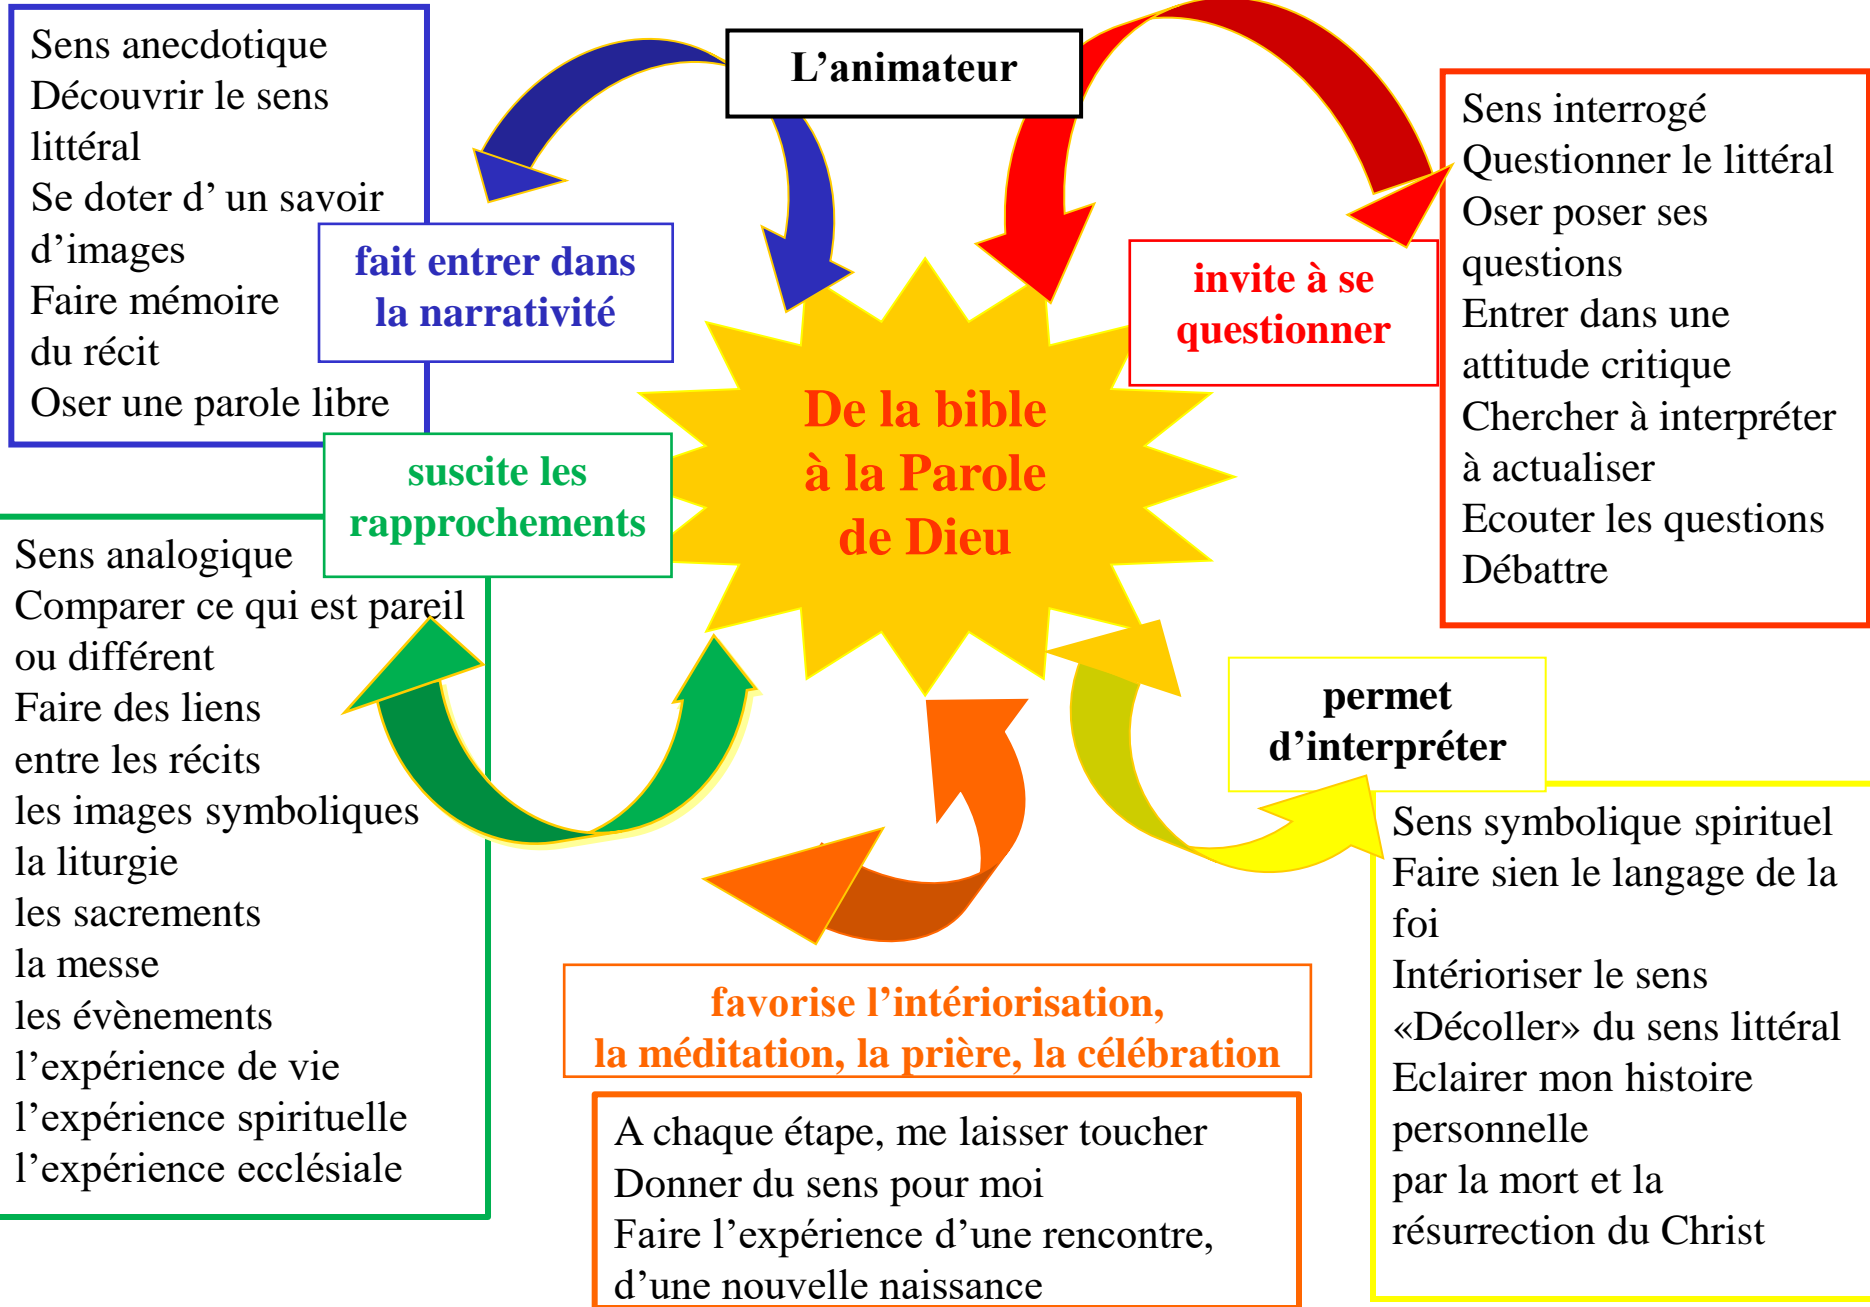 L’animateur
Sens anecdotique
Découvrir le sens
littéral
Se doter d’ un savoir
d’images
Faire mémoire
du récit
Oser une parole libre
fait entrer dans
la narrativité
invite à se
questionner
Sens interrogé
Questionner le littéral
Oser poser ses
questions
Entrer dans une
attitude critique
Chercher à interpréter
à actualiser
Ecouter les questions
Débattre
De la bible
à la Parole
de Dieu
suscite les
rapprochements
Sens analogique
Comparer ce qui est pareil
ou différent
Faire des liens
entre les récits
les images symboliques
la liturgie
les sacrements
la messe
les évènements
l’expérience de vie
l’expérience spirituelle
l’expérience ecclésiale
permet
d’interpréter
Sens symbolique spirituel
Faire sien le langage de la
foi
Intérioriser le sens
«Décoller» du sens littéral
Eclairer mon histoire
personnelle
par la mort et la
résurrection du Christ
favorise l’intériorisation,
la méditation, la prière, la célébration
A chaque étape, me laisser toucher
Donner du sens pour moi
Faire l’expérience d’une rencontre,
d’une nouvelle naissance